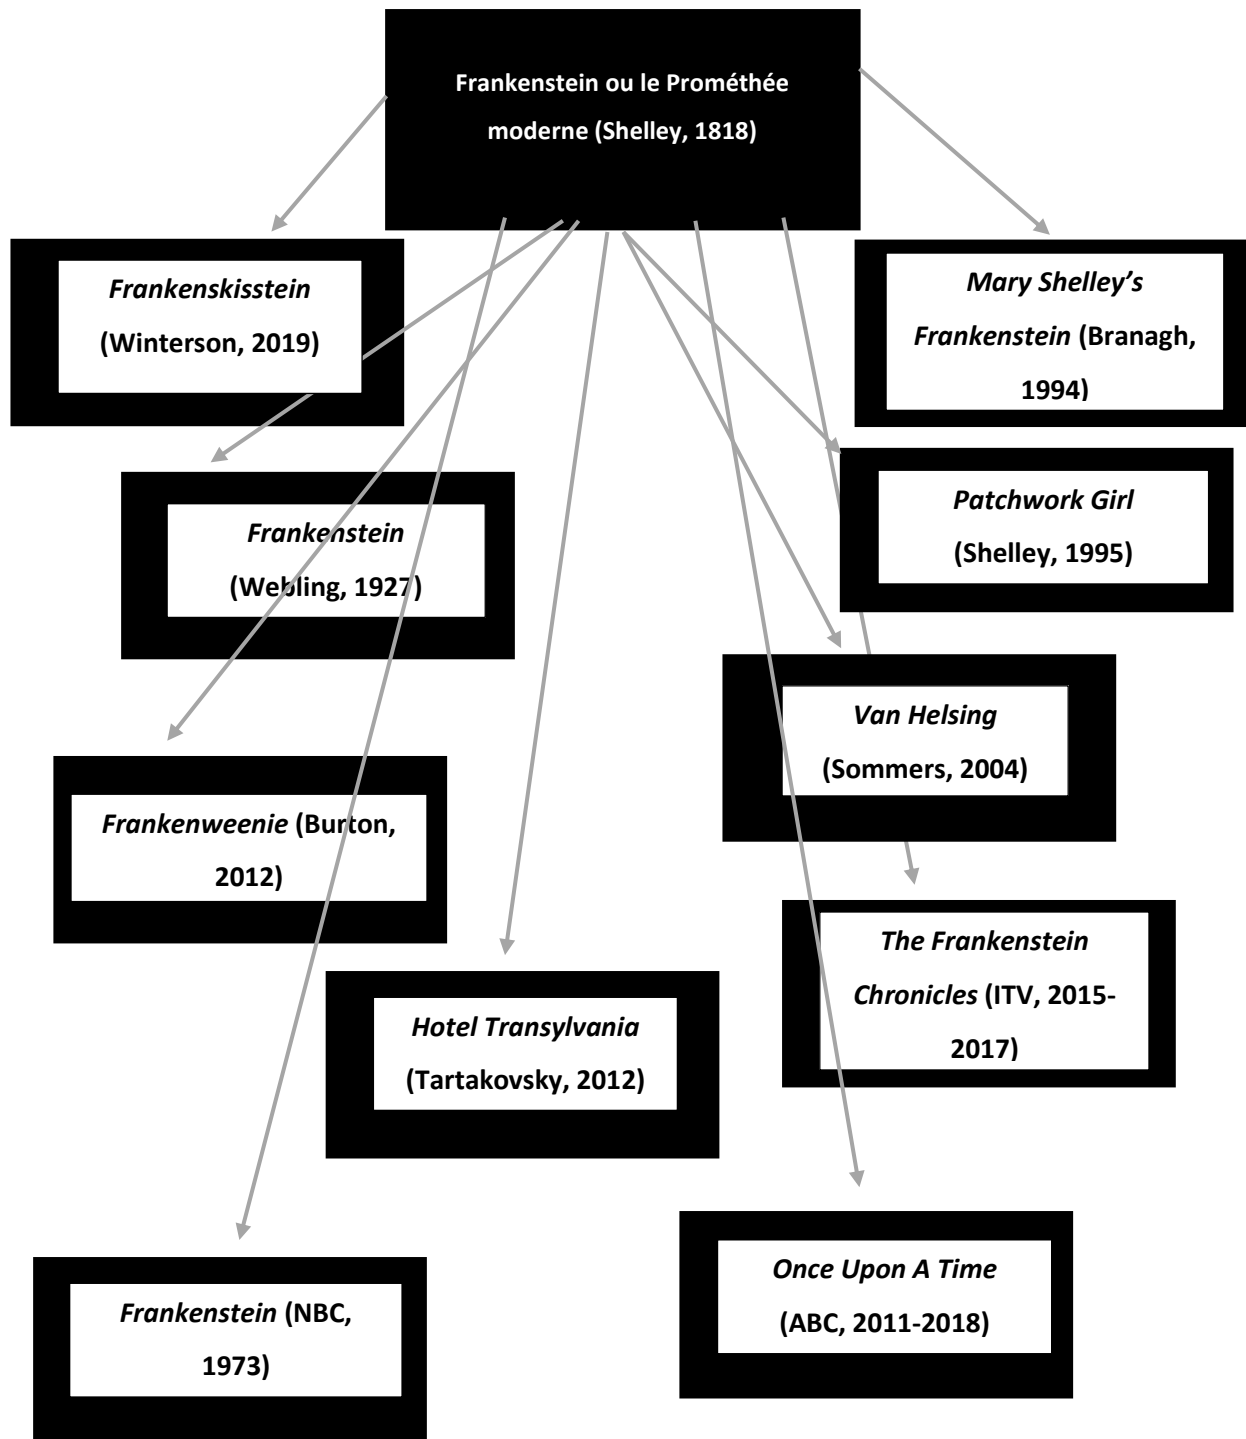 Frankenstein ou le Prométhée
moderne (Shelley, 1818)
Frankenskisstein
(Winterson, 2019)
Mary Shelley’s
Frankenstein (Branagh,
1994)
Patchwork Girl
(Shelley, 1995)
Frankenstein
(Webling, 1927)
Van Helsing
(Sommers, 2004)
Frankenweenie (Burton,
2012)
The Frankenstein
Chronicles (ITV, 2015-
2017)
Hotel Transylvania
(Tartakovsky, 2012)
Once Upon A Time
(ABC, 2011-2018)
Frankenstein (NBC,
1973)